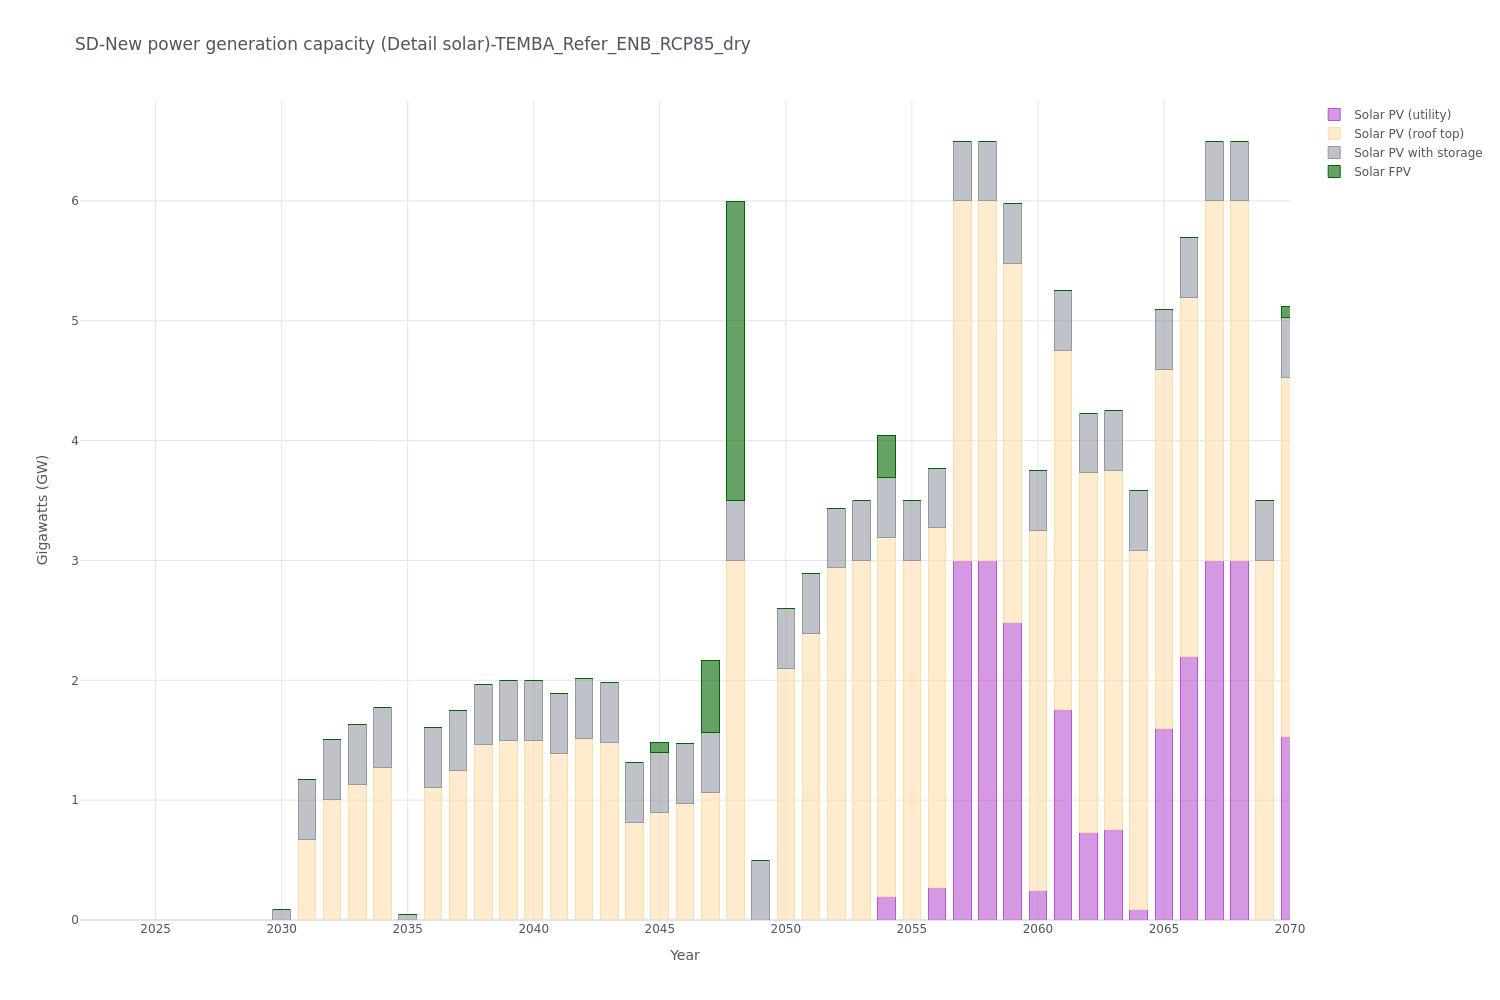 SD-New power generation capacity (Detail solar)-TEMBA_Refer_ENB_RCP85_dry
Solar PV (utility)
Solar PV (roof top)
Solar PV with storage
Solar FPV
Gigawatts (GW)
6
5
4
3
2
1
0
2025 2030 2035 2040 2045 2050 2055 2060 2065 2070
Year